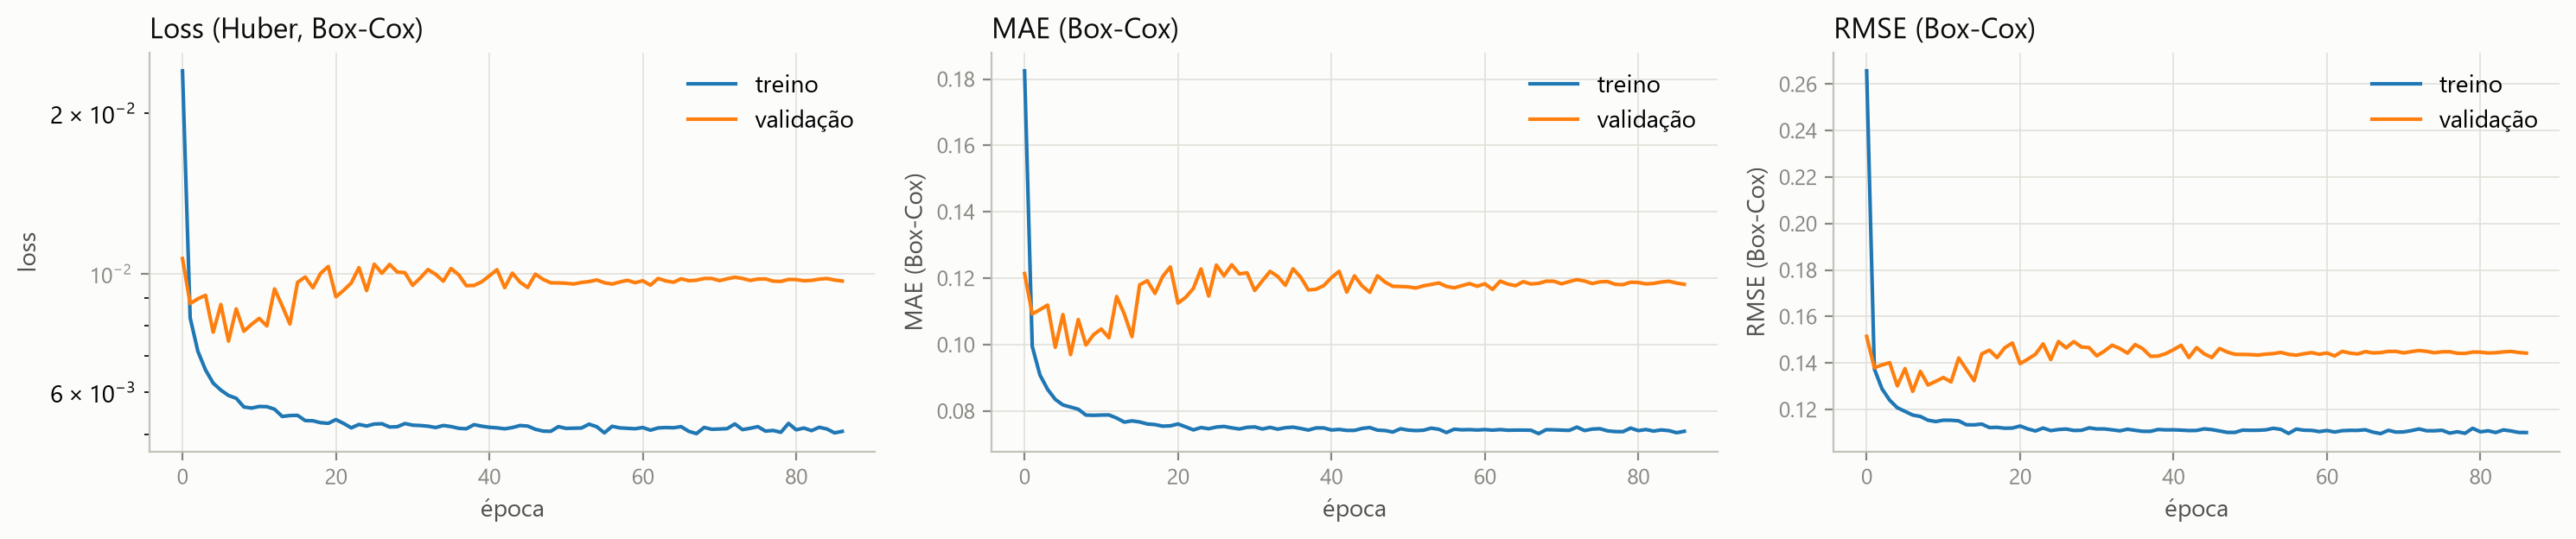 Loss (Huber, Box-Cox)
2 × 10⁻²
10⁻²
6 × 10⁻³
loss
treino
validação
0 20 40 60 80
época
MAE (Box-Cox)
0.18
0.16
0.14
0.12
0.10
0.08
MAE (Box-Cox)
treino
validação
0 20 40 60 80
época
RMSE (Box-Cox)
0.26
0.24
0.22
0.20
0.18
0.16
0.14
0.12
RMSE (Box-Cox)
treino
validação
0 20 40 60 80
época